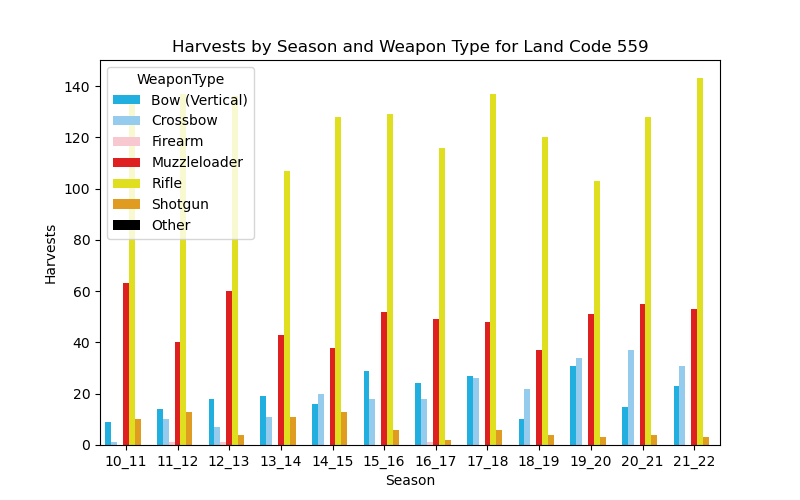 Harvests by Season and Weapon Type for Land Code 559
WeaponType
Bow (Vertical)
Crossbow
Firearm
Muzzleloader
Rifle
Shotgun
Other
140
120
100
80
60
40
20
0
Harvests
10_11 11_12 12_13 13_14 14_15 15_16 16_17 17_18 18_19 19_20 20_21 21_22
Season